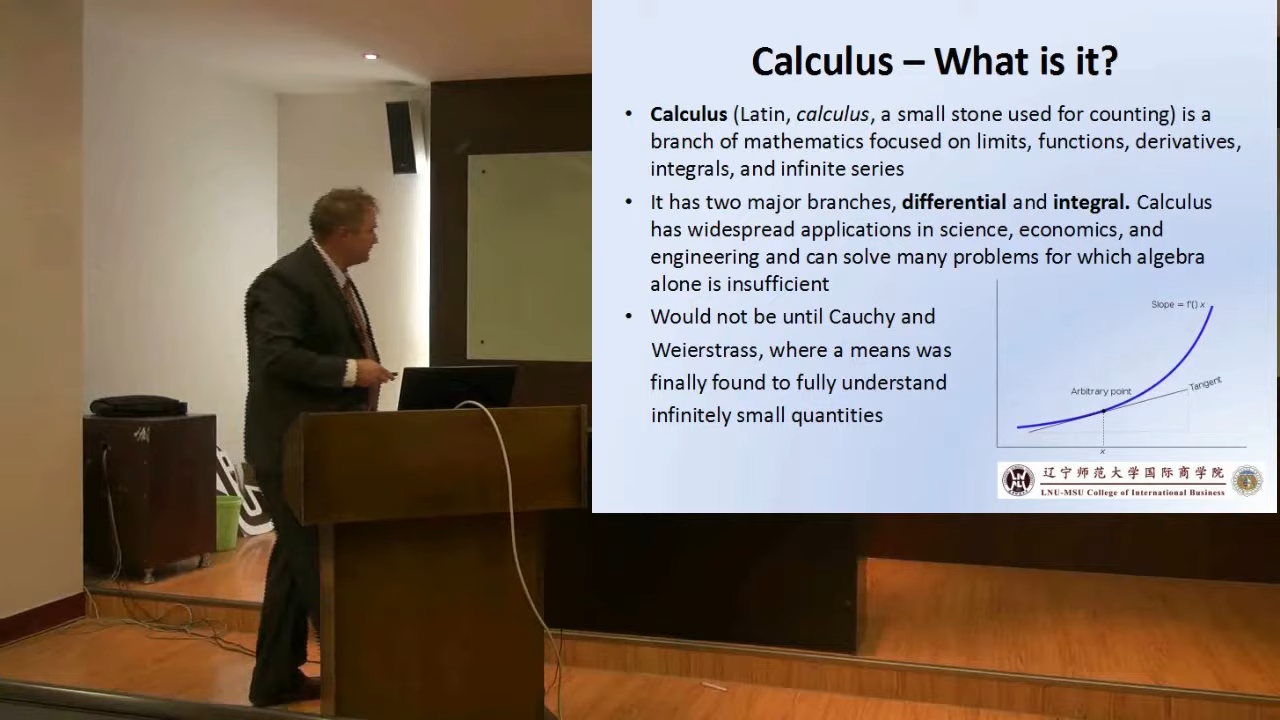 Calculus – What is it?
• Calculus (Latin, calculus, a small stone used for counting) is a
branch of mathematics focused on limits, functions, derivatives,
integrals, and infinite series
• It has two major branches, differential and integral. Calculus
has widespread applications in science, economics, and
engineering and can solve many problems for which algebra
alone is insufficient
• Would not be until Cauchy and
Weierstrass, where a means was
finally found to fully understand
infinitely small quantities
Slope = f'() x
Arbitrary point
Tangent
x
辽宁师范大学国际商学院
LNU-MSU College of International Business